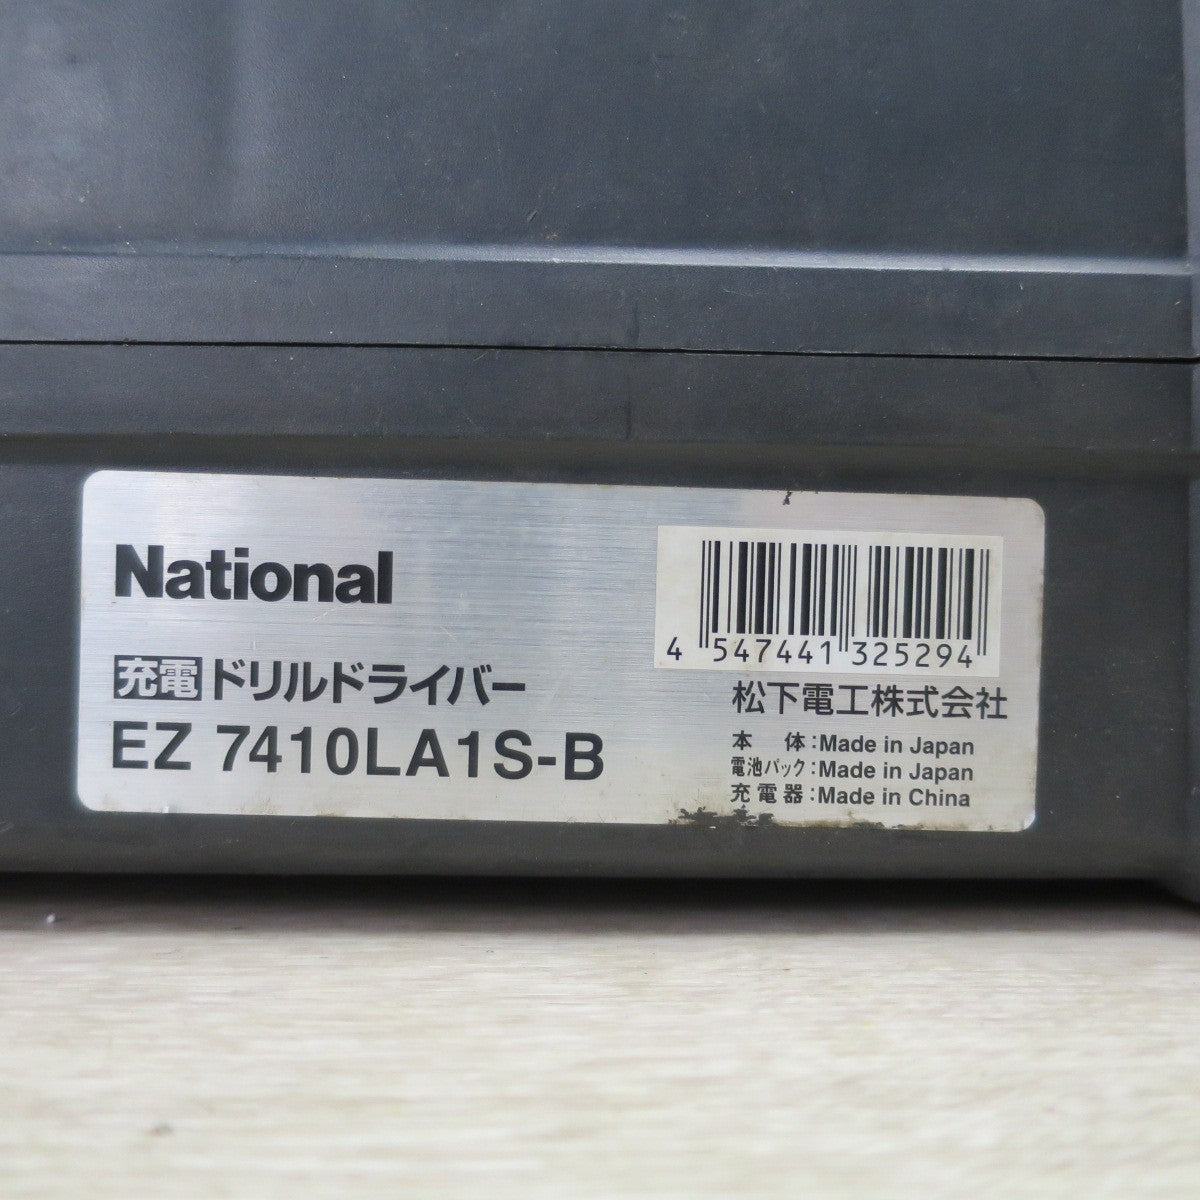 National
充電ドリルドライバー
EZ 7410LA1S-B
4 547441 325294
松下電工株式会社
本体:Made in Japan
電池パック:Made in Japan
充電器:Made in China